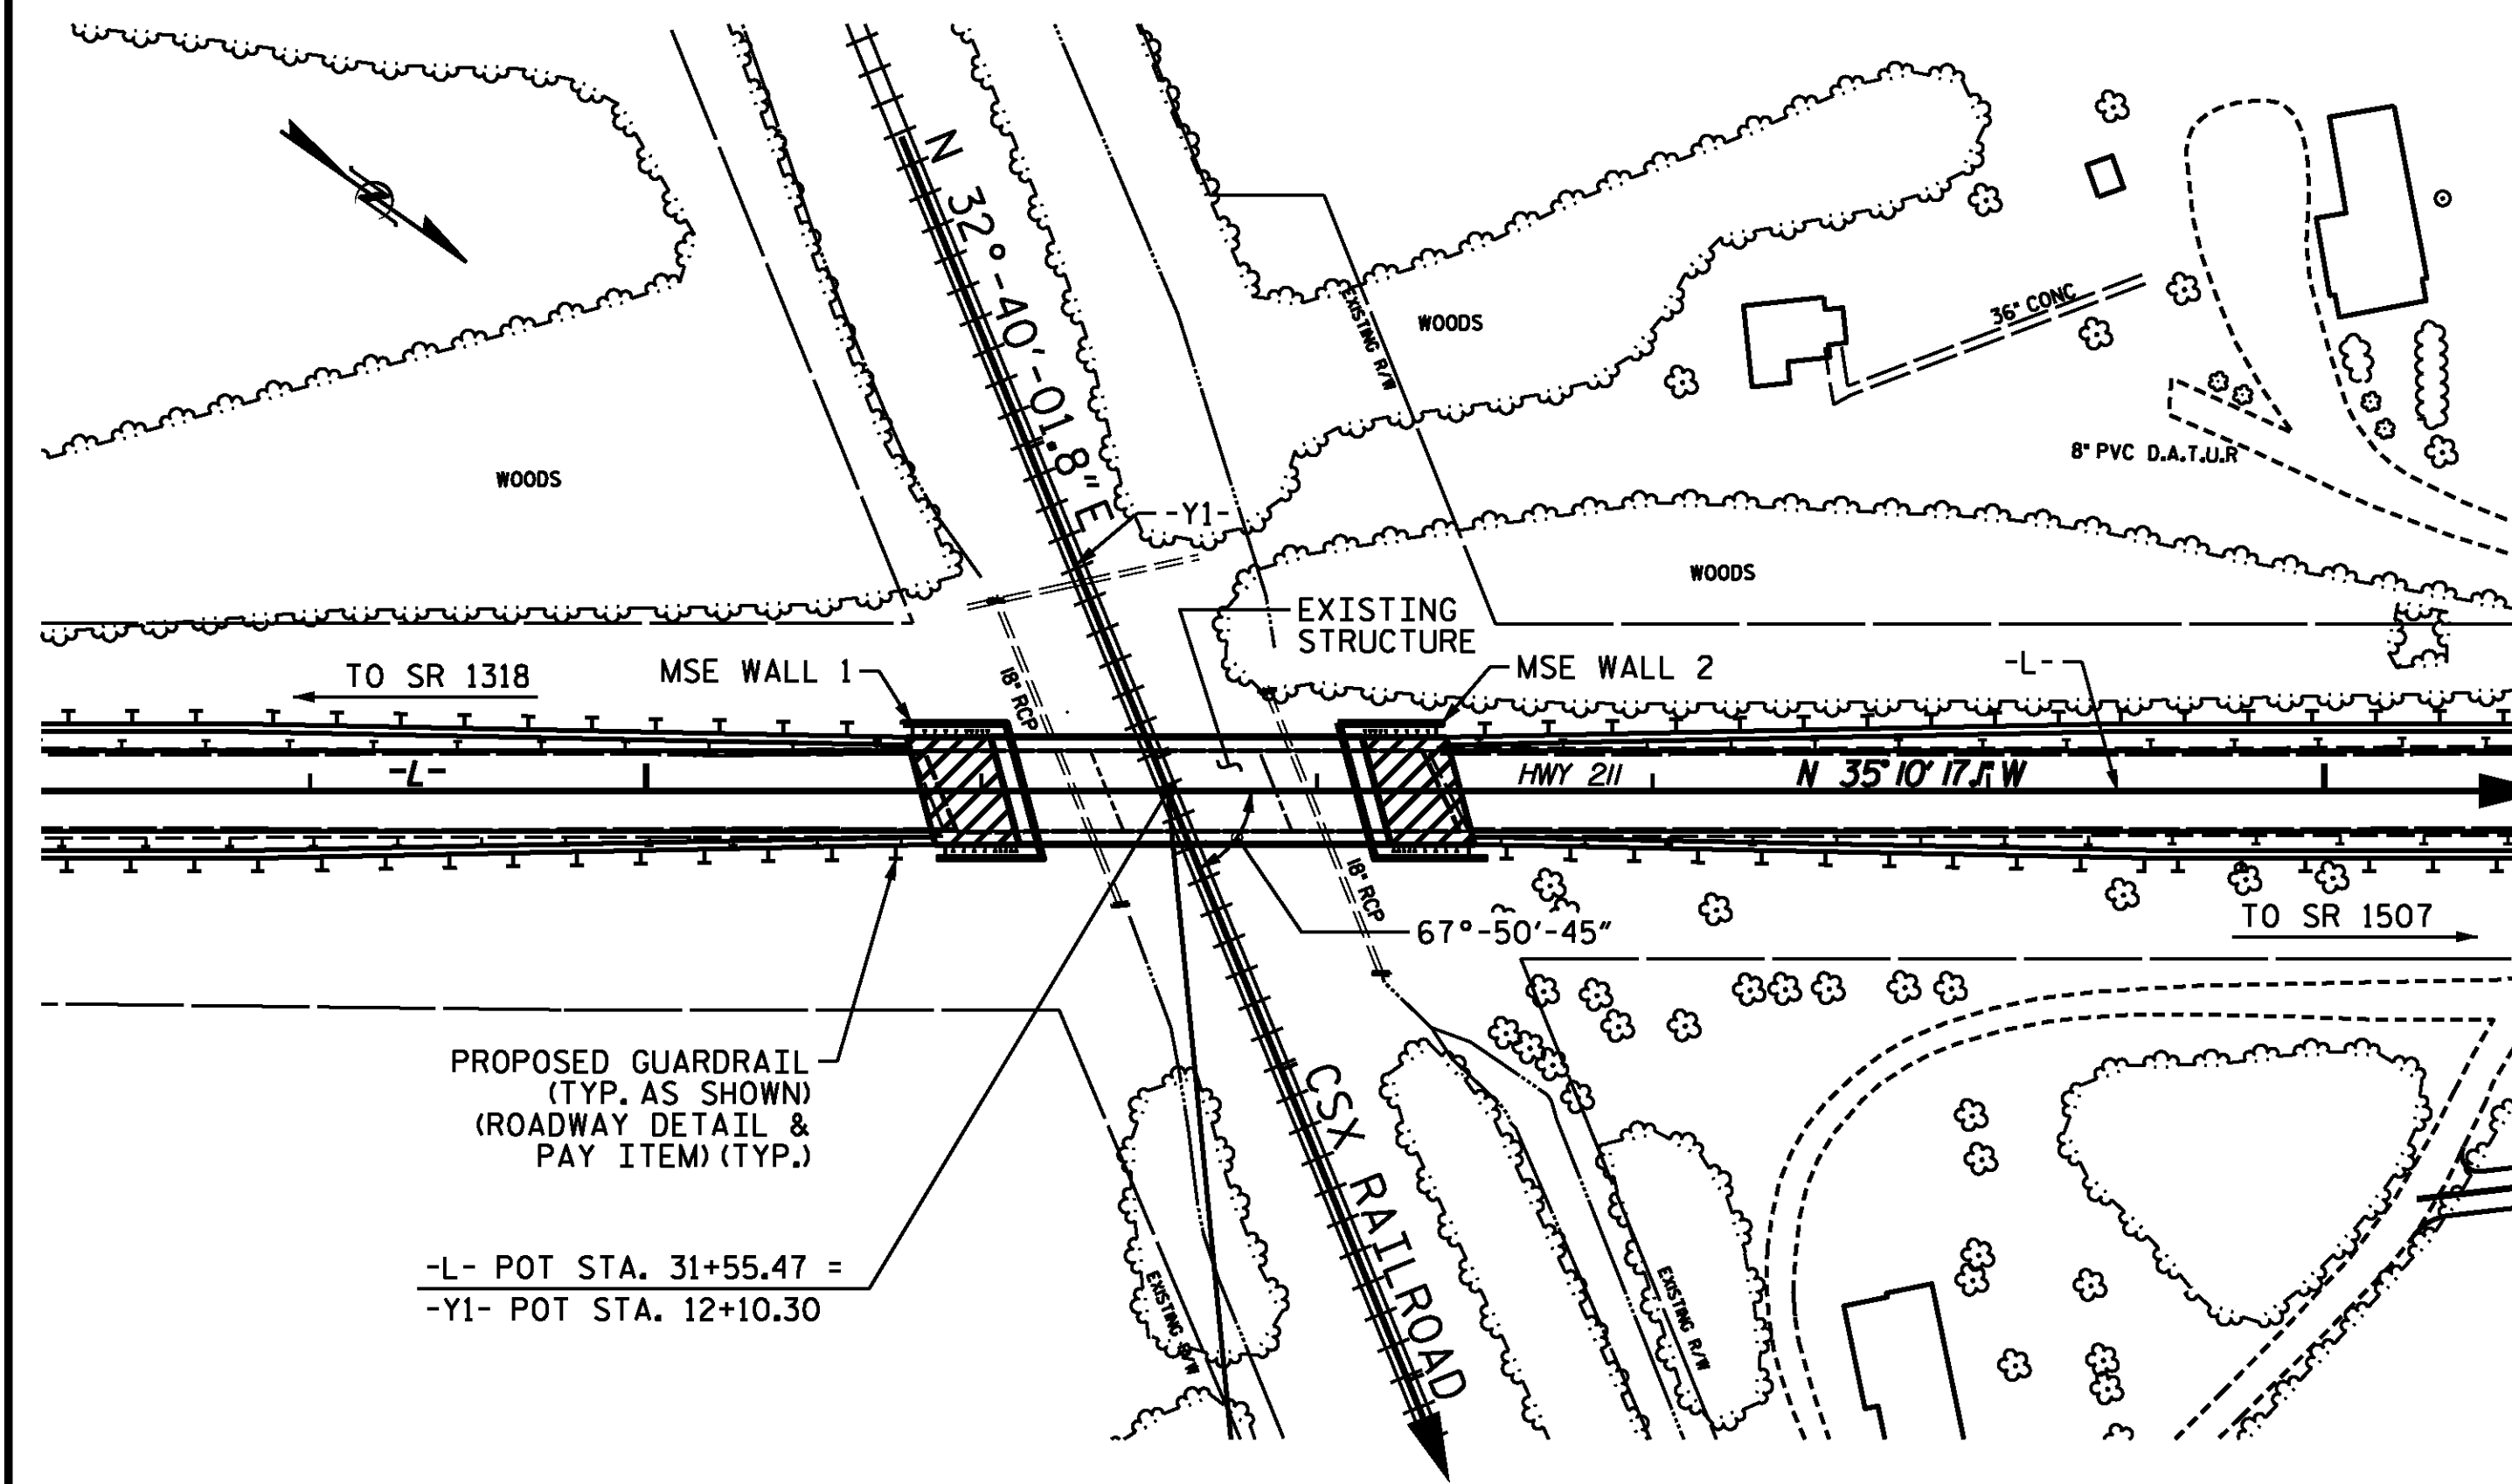 N 32°-40'-01.8" E
EXISTING R/W
WOODS
36" CONC
8" PVC D.A.T.U.R
WOODS
-Y1-
WOODS
EXISTING
STRUCTURE
TO SR 1318
MSE WALL 1
18" RCP
MSE WALL 2
-L-
-L-
HWY 211
N 35°10'17." W
18" RCP
67°-50'-45"
TO SR 1507
PROPOSED GUARDRAIL
(TYP. AS SHOWN)
(ROADWAY DETAIL &
PAY ITEM) (TYP.)
CSX RAILROAD
-L- POT STA. 31+55.47 =
-Y1- POT STA. 12+10.30
EXISTING R/W
EXISTING R/W